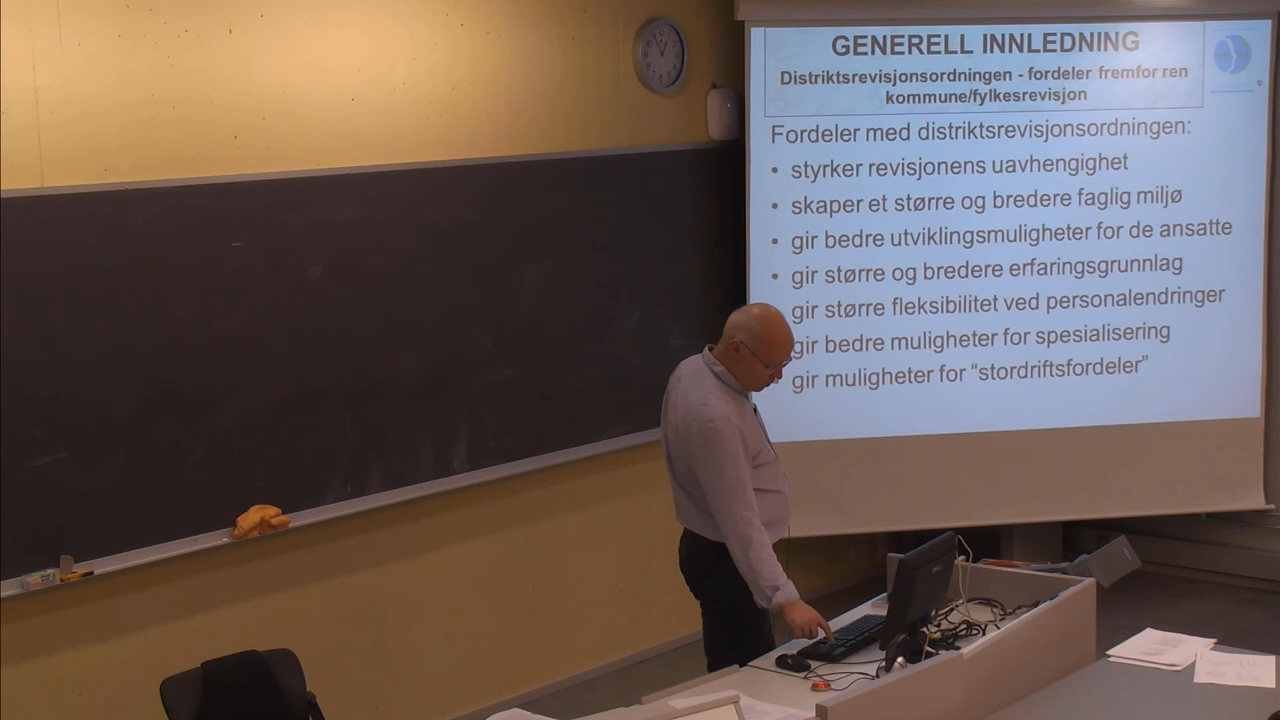 GENERELL INNLEDNING
Distriktsrevisjonsordningen - fordeler fremfor ren
kommune/fylkesrevisjon
Fordeler med distriktsrevisjonsordningen:
• styrker revisjonens uavhengighet
• skaper et større og bredere faglig miljø
• gir bedre utviklingsmuligheter for de ansatte
• gir større og bredere erfaringsgrunnlag
gir større fleksibilitet ved personalendringer
gir bedre muligheter for spesialisering
gir muligheter for “stordriftsfordeler”